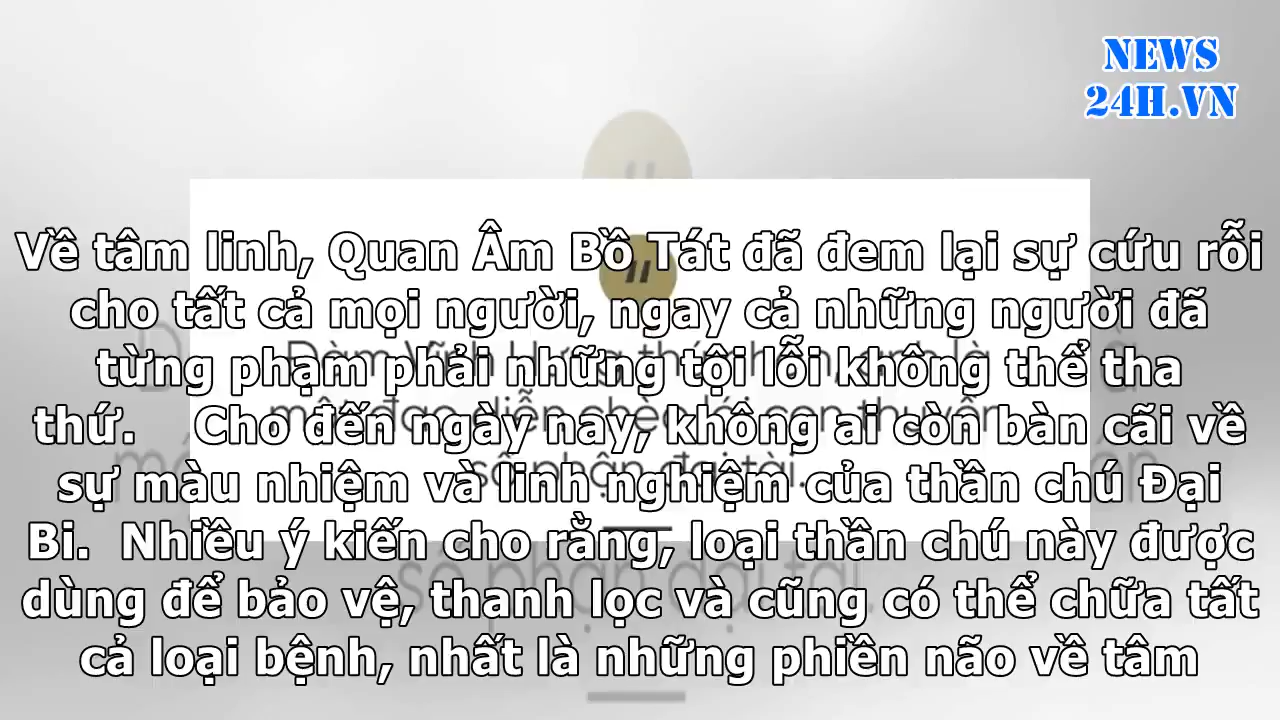 NEWS
24H.VN
Về tâm linh, Quan Âm Bồ Tát đã đem lại sự cứu rỗi
cho tất cả mọi người, ngay cả những người đã
từng phạm phải những tội lỗi không thể tha
thứ. Cho đến ngày nay, không ai còn bàn cãi về
sự màu nhiệm và linh nghiệm của thần chú Đại
Bi. Nhiều ý kiến cho rằng, loại thần chú này được
dùng để bảo vệ, thanh lọc và cũng có thể chữa tất
cả loại bệnh, nhất là những phiền não về tâm